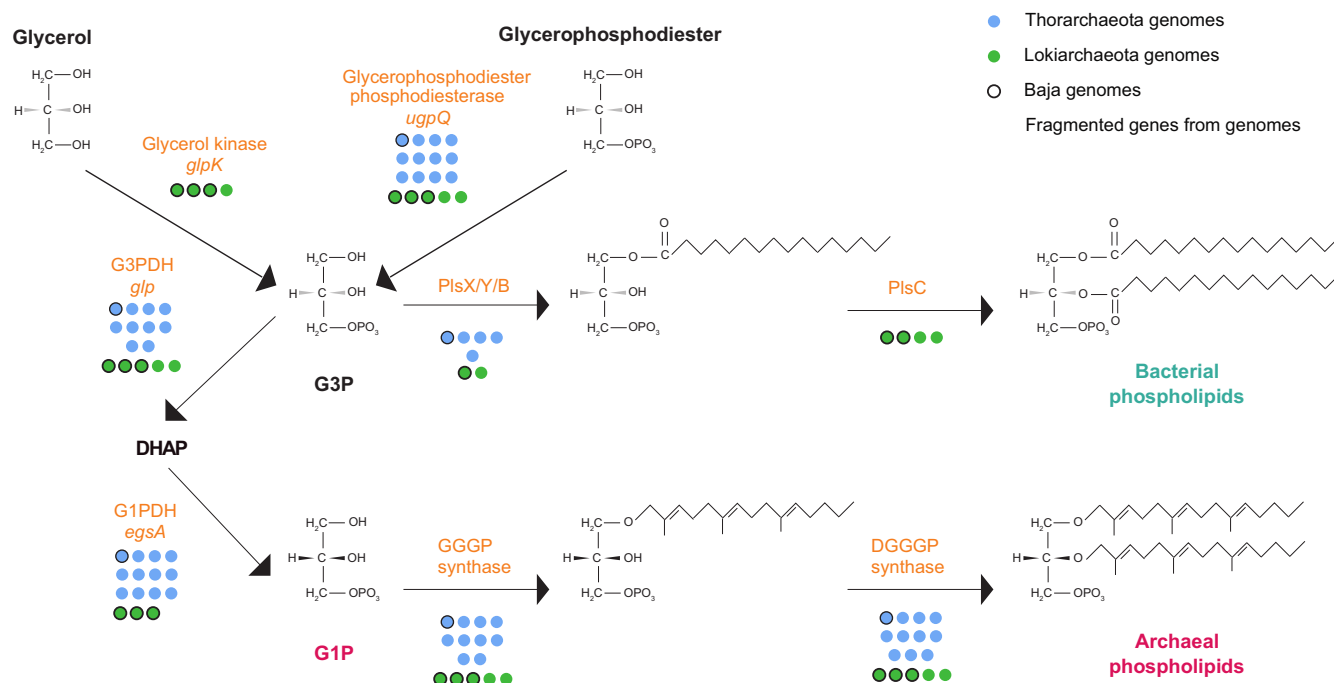 Glycerol
Glycerophosphodiester
Thorarchaeota genomes
Lokiarchaeota genomes
Baja genomes
Fragmented genes from genomes
H₂C—OH
H C—OH
H₂C—OH
Glycerol kinase
glpK
Glycerophosphodiester
phosphodiesterase
ugpQ
H₂C—OH
H C—OH
H₂C—OPO₃
G3PDH
glp
H₂C—OH
H C OH
H₂C—OPO₃
G3P
PlsX/Y/B
O
H₂C—O—C
H C—OH
H₂C—OPO₃
PlsC
O
H₂C—O—C
H C—O—C
O
H₂C—OPO₃
Bacterial
phospholipids
DHAP
G1PDH
egsA
H₂C—OH
H C—OH
H₂C—OPO₃
G1P
GGGP
synthase
H₂C—O
H C—OH
H₂C—OPO₃
DGGGP
synthase
H₂C—O
H C—O
H₂C—OPO₃
Archaeal
phospholipids